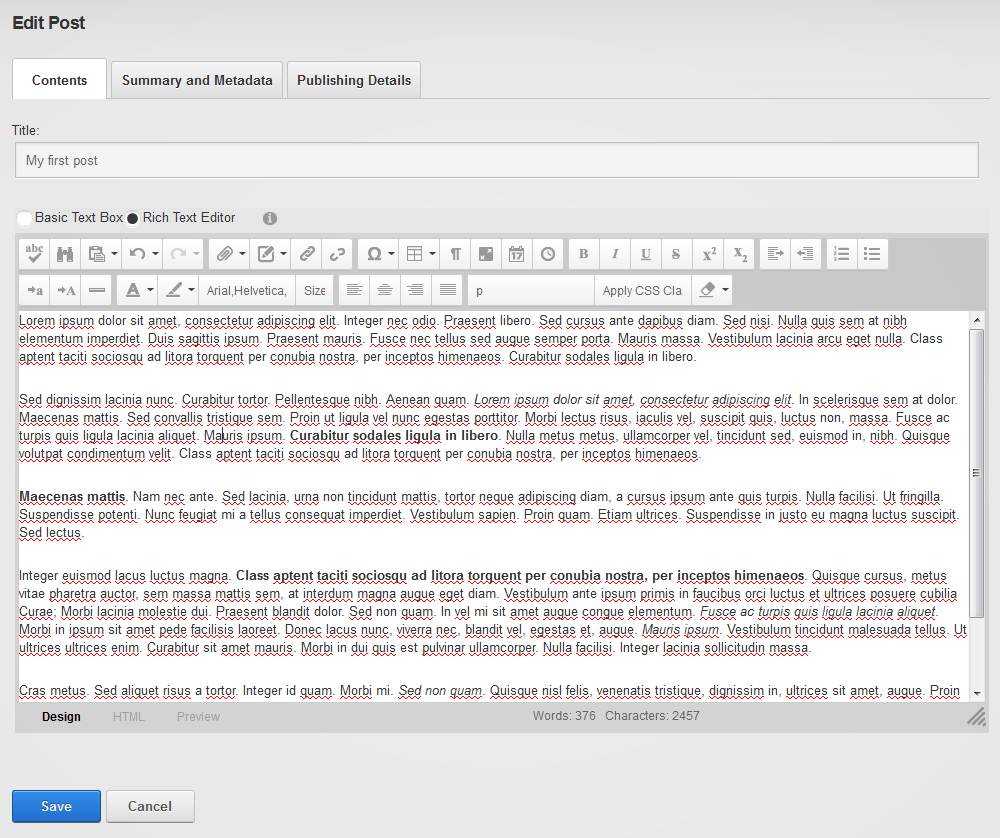 Edit Post
Contents Summary and Metadata Publishing Details
Title:
My first post
Basic Text Box Rich Text Editor
abc Ω ¶ 17 B I U S x² X₂
a A A Arial,Helvetica, Size p Apply CSS Cla
Lorem ipsum dolor sit amet, consectetur adipiscing elit. Integer nec odio. Praesent libero. Sed cursus ante dapibus diam. Sed nisi. Nulla quis sem at nibh
elementum imperdiet. Duis sagittis ipsum. Praesent mauris. Fusce nec tellus sed augue semper porta. Mauris massa. Vestibulum lacinia arcu eget nulla. Class
aptent taciti sociosqu ad litora torquent per conubia nostra, per inceptos himenaeos. Curabitur sodales ligula in libero.
Sed dignissim lacinia nunc. Curabitur tortor. Pellentesque nibh. Aenean quam. Lorem ipsum dolor sit amet, consectetur adipiscing elit. In scelerisque sem at dolor.
Maecenas mattis. Sed convallis tristique sem. Proin ut ligula vel nunc egestas porttitor. Morbi lectus risus, iaculis vel, suscipit quis, luctus non, massa. Fusce ac
turpis quis ligula lacinia aliquet. Mauris ipsum. Curabitur sodales ligula in libero. Nulla metus metus, ullamcorper vel, tincidunt sed, euismod in, nibh. Quisque
volutpat condimentum velit. Class aptent taciti sociosqu ad litora torquent per conubia nostra, per inceptos himenaeos.
Maecenas mattis. Nam nec ante. Sed lacinia, urna non tincidunt mattis, tortor neque adipiscing diam, a cursus ipsum ante quis turpis. Nulla facilisi. Ut fringilla.
Suspendisse potenti. Nunc feugiat mi a tellus consequat imperdiet. Vestibulum sapien. Proin quam. Etiam ultrices. Suspendisse in justo eu magna luctus suscipit.
Sed lectus.
Integer euismod lacus luctus magna. Class aptent taciti sociosqu ad litora torquent per conubia nostra, per inceptos himenaeos. Quisque cursus, metus
vitae pharetra auctor, sem massa mattis sem, at interdum magna augue eget diam. Vestibulum ante ipsum primis in faucibus orci luctus et ultrices posuere cubilia
Curae; Morbi lacinia molestie dui. Praesent blandit dolor. Sed non quam. In vel mi sit amet augue congue elementum. Fusce ac turpis quis ligula lacinia aliquet.
Morbi in ipsum sit amet pede facilisis laoreet. Donec lacus nunc, viverra nec, blandit vel, egestas et, augue. Mauris ipsum. Vestibulum tincidunt malesuada tellus. Ut
ultrices ultrices enim. Curabitur sit amet mauris. Morbi in dui quis est pulvinar ullamcorper. Nulla facilisi. Integer lacinia sollicitudin massa.
Cras metus. Sed aliquet risus a tortor. Integer id quam. Morbi mi. Sed non quam. Quisque nisl felis, venenatis tristique, dignissim in, ultrices sit amet, augue. Proin
Design HTML Preview Words: 376 Characters: 2457
Save Cancel